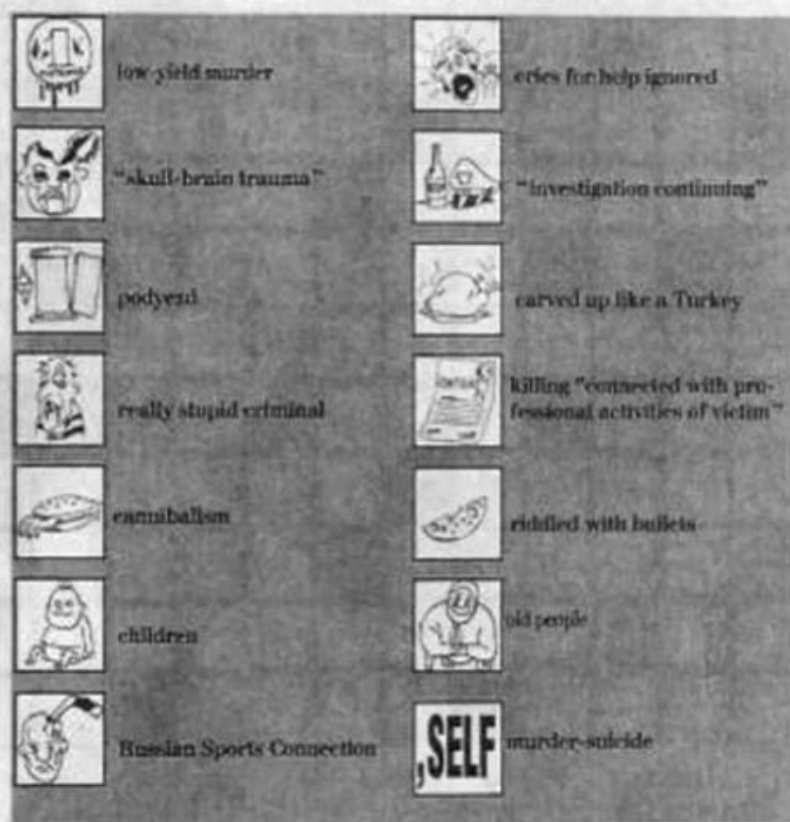 low-yield murder
"skull-brain trauma"
podyezd
really stupid criminal
cannibalism
children
Russian Sports Connection
cries for help ignored
"investigation continuing"
carved up like a Turkey
killing "connected with pro-
fessional activities of victim"
riddled with bullets
old people
,SELF
murder-suicide